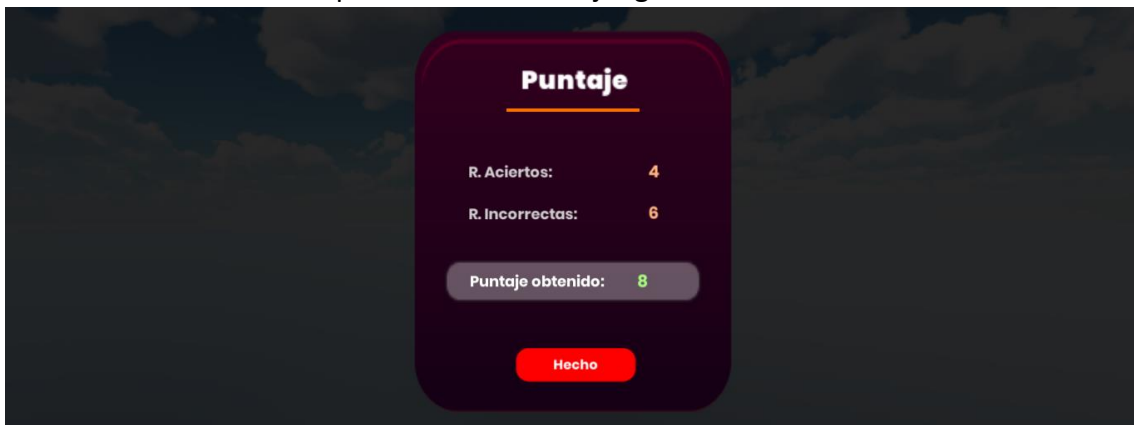 Puntaje
R. Aciertos: 4
R. Incorrectas: 6
Puntaje obtenido: 8
Hecho